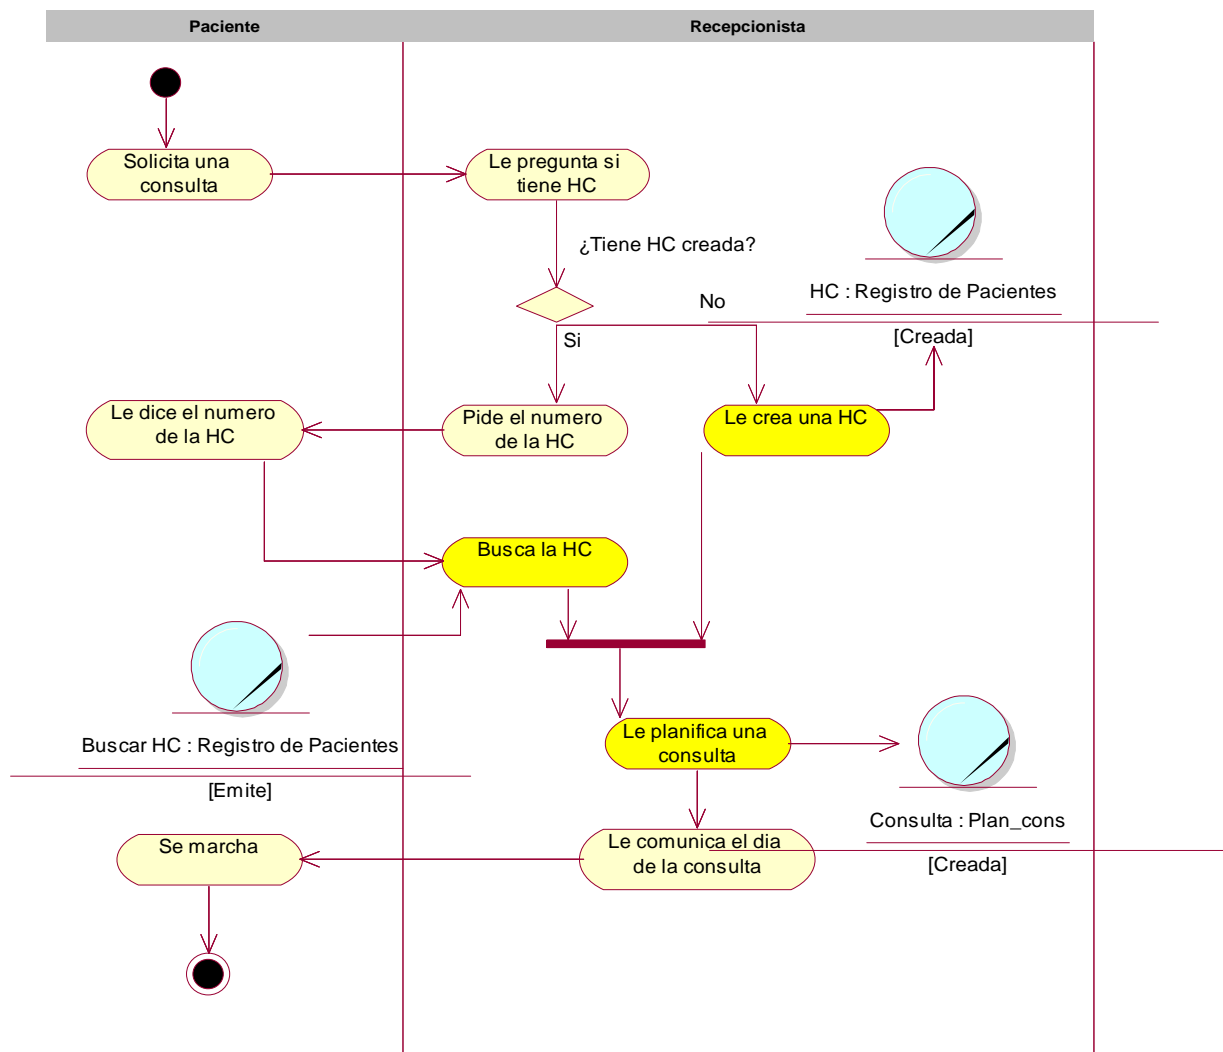 Paciente
Recepcionista
Solicita una
consulta
Le pregunta si
tiene HC
¿Tiene HC creada?
HC : Registro de Pacientes
[Creada]
No
Si
Le dice el numero
de la HC
Pide el numero
de la HC
Le crea una HC
Busca la HC
Buscar HC : Registro de Pacientes
[Emite]
Le planifica una
consulta
Consulta : Plan_cons
[Creada]
Se marcha
Le comunica el dia
de la consulta